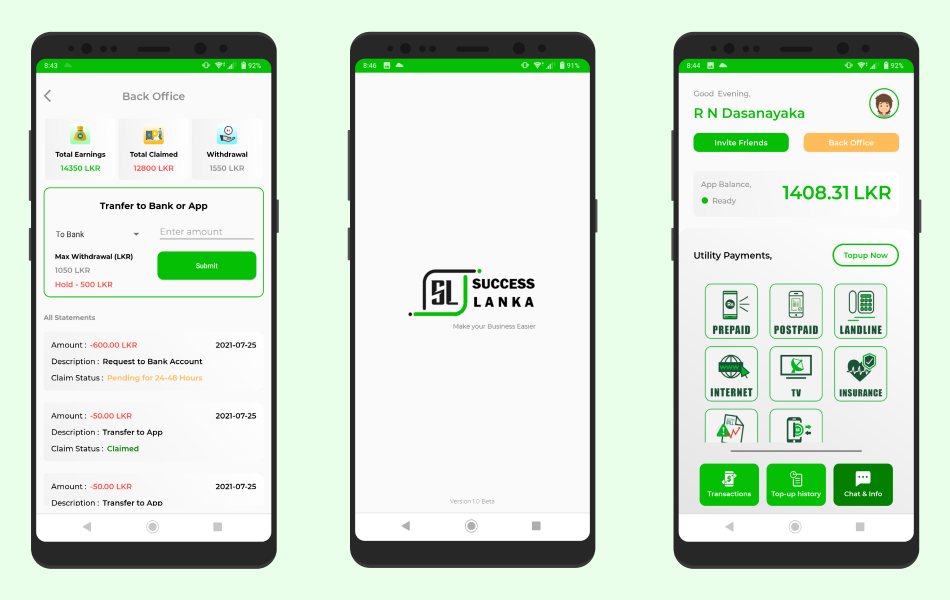 8:43
92%
Back Office
Total Earnings
14350 LKR
Total Claimed
12800 LKR
Withdrawal
1550 LKR
Tranfer to Bank or App
To Bank
Enter amount
Max Withdrawal (LKR)
1050 LKR
Hold - 500 LKR
Submit
All Statements
Amount : -600.00 LKR 2021-07-25
Description : Request to Bank Account
Claim Status : Pending for 24-48 Hours
Amount : -50.00 LKR 2021-07-25
Description : Transfer to App
Claim Status : Claimed
Amount : -50.00 LKR 2021-07-25
Description : Transfer to App
8:46
91%
SL
SUCCESS
LANKA
Make your Business Easier
Version 1.0 Beta
8:44
92%
Good Evening,
R N Dasanayaka
Invite Friends
Back Office
App Balance,
Ready
1408.31 LKR
Utility Payments,
Topup Now
Rs
PREPAID
POSTPAID
LANDLINE
WWW
INTERNET
TV
INSURANCE
Transactions
Top-up history
Chat & Info